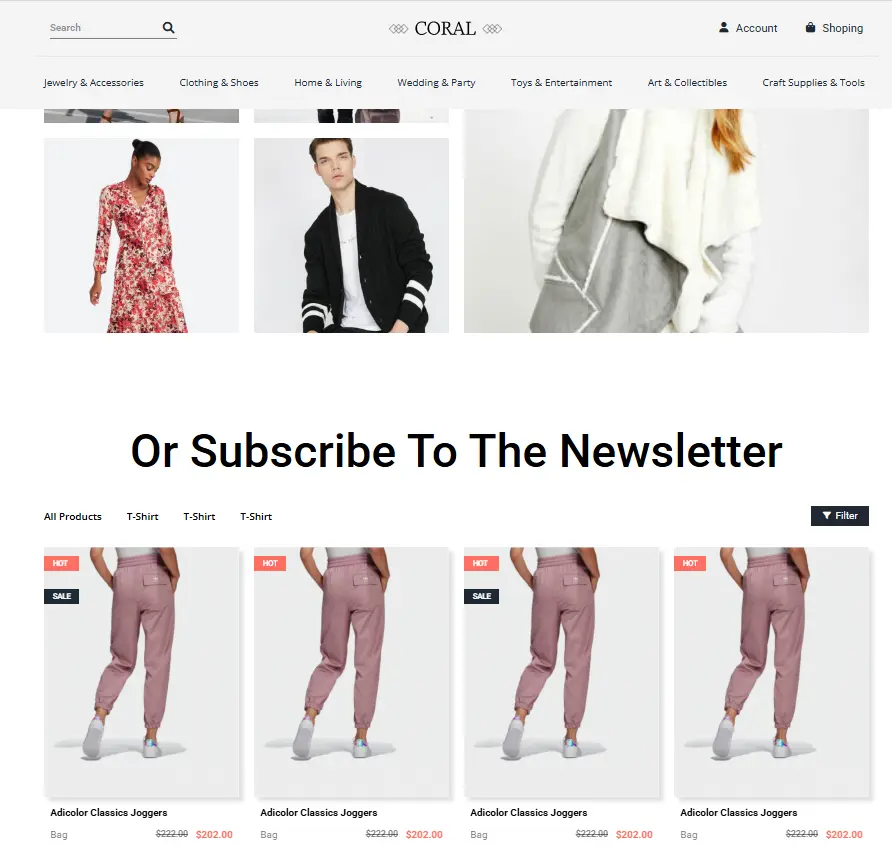 Search
CORAL
Account
Shoping
Jewelry & Accessories
Clothing & Shoes
Home & Living
Wedding & Party
Toys & Entertainment
Art & Collectibles
Craft Supplies & Tools
Or Subscribe To The Newsletter
All Products
T-Shirt
T-Shirt
T-Shirt
Filter
HOT
SALE
HOT
HOT
SALE
HOT
Adicolor Classics Joggers
Bag
$222.00 $202.00
Adicolor Classics Joggers
Bag
$222.00 $202.00
Adicolor Classics Joggers
Bag
$222.00 $202.00
Adicolor Classics Joggers
Bag
$222.00 $202.00